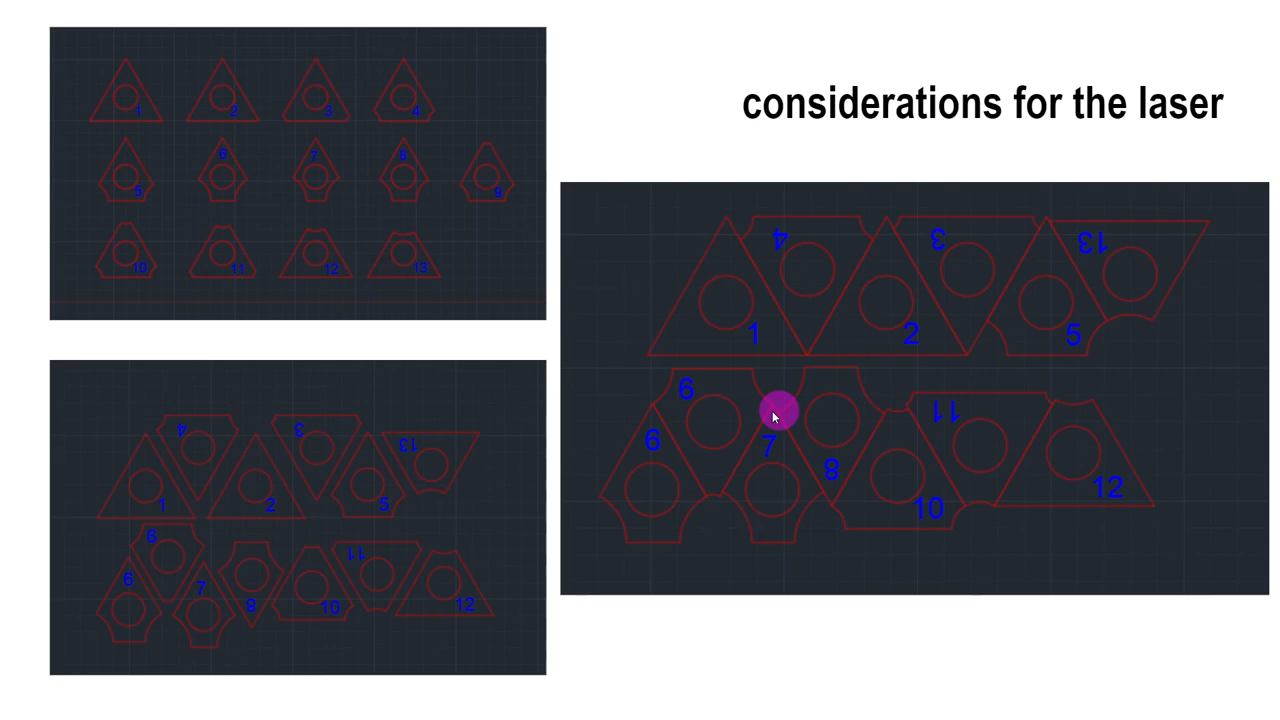 considerations for the laser
1 2 3 4
5 6 7 8 9
10 11 12 13
4 3 13
1 2 5
6 11
6 7 8 10 12
4 3 13
1 2 5
6 11
6 7 8 10 12